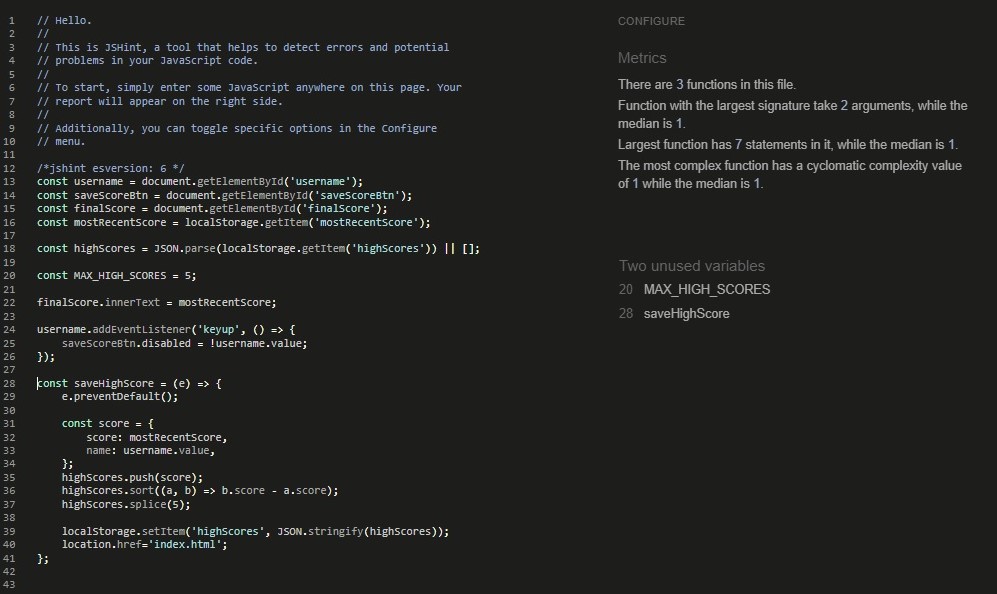 1 // Hello.
2 //
3 // This is JSHint, a tool that helps to detect errors and potential
4 // problems in your JavaScript code.
5 //
6 // To start, simply enter some JavaScript anywhere on this page. Your
7 // report will appear on the right side.
8 //
9 // Additionally, you can toggle specific options in the Configure
10 // menu.
11
12 /*jshint esversion: 6 */
13 const username = document.getElementById('username');
14 const saveScoreBtn = document.getElementById('saveScoreBtn');
15 const finalScore = document.getElementById('finalScore');
16 const mostRecentScore = localStorage.getItem('mostRecentScore');
17
18 const highScores = JSON.parse(localStorage.getItem('highScores')) || [];
19
20 const MAX_HIGH_SCORES = 5;
21
22 finalScore.innerText = mostRecentScore;
23
24 username.addEventListener('keyup', () => {
25     saveScoreBtn.disabled = !username.value;
26 });
27
28 const saveHighScore = (e) => {
29     e.preventDefault();
30
31     const score = {
32         score: mostRecentScore,
33         name: username.value,
34     };
35     highScores.push(score);
36     highScores.sort((a, b) => b.score - a.score);
37     highScores.splice(5);
38
39     localStorage.setItem('highScores', JSON.stringify(highScores));
40     location.href='index.html';
41 };
42
43
CONFIGURE
Metrics
There are 3 functions in this file.
Function with the largest signature take 2 arguments, while the
median is 1.
Largest function has 7 statements in it, while the median is 1.
The most complex function has a cyclomatic complexity value
of 1 while the median is 1.
Two unused variables
20 MAX_HIGH_SCORES
28 saveHighScore